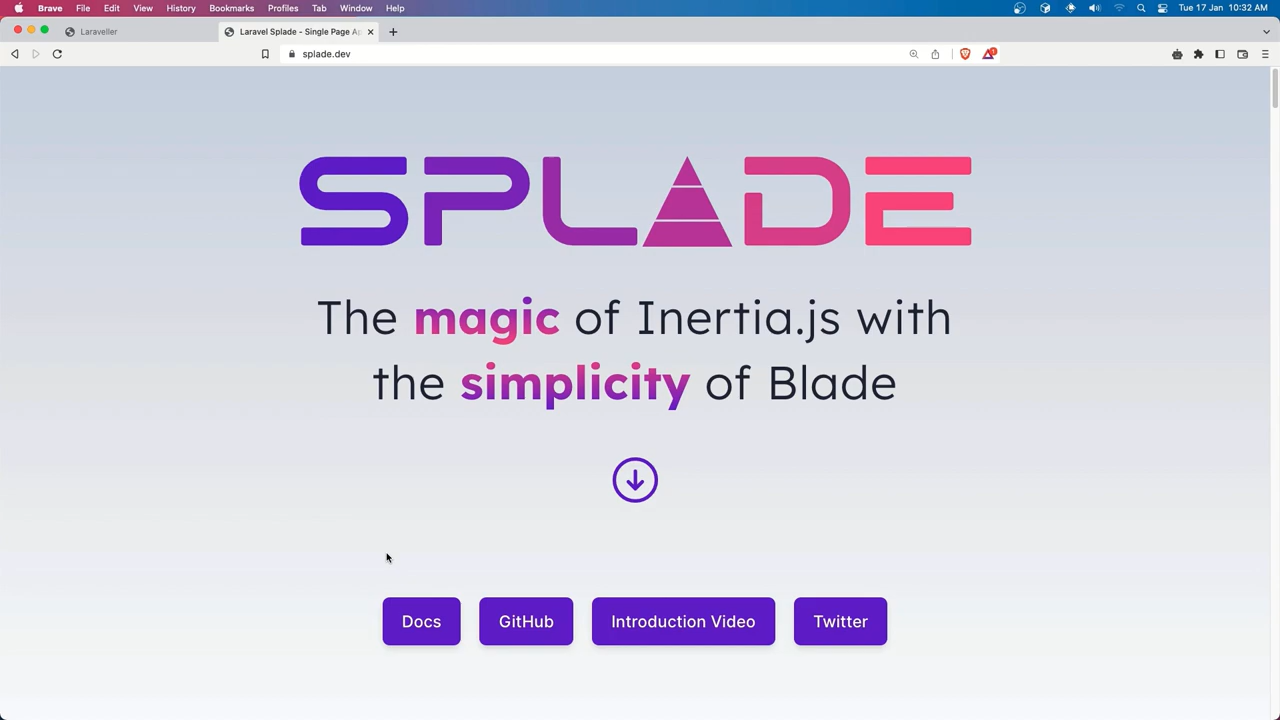 Brave File Edit View History Bookmarks Profiles Tab Window Help Tue 17 Jan 10:32 AM
Laraveller Laravel Splade - Single Page Ap
splade.dev
SPLADE
The magic of Inertia.js with
the simplicity of Blade
Docs GitHub Introduction Video Twitter